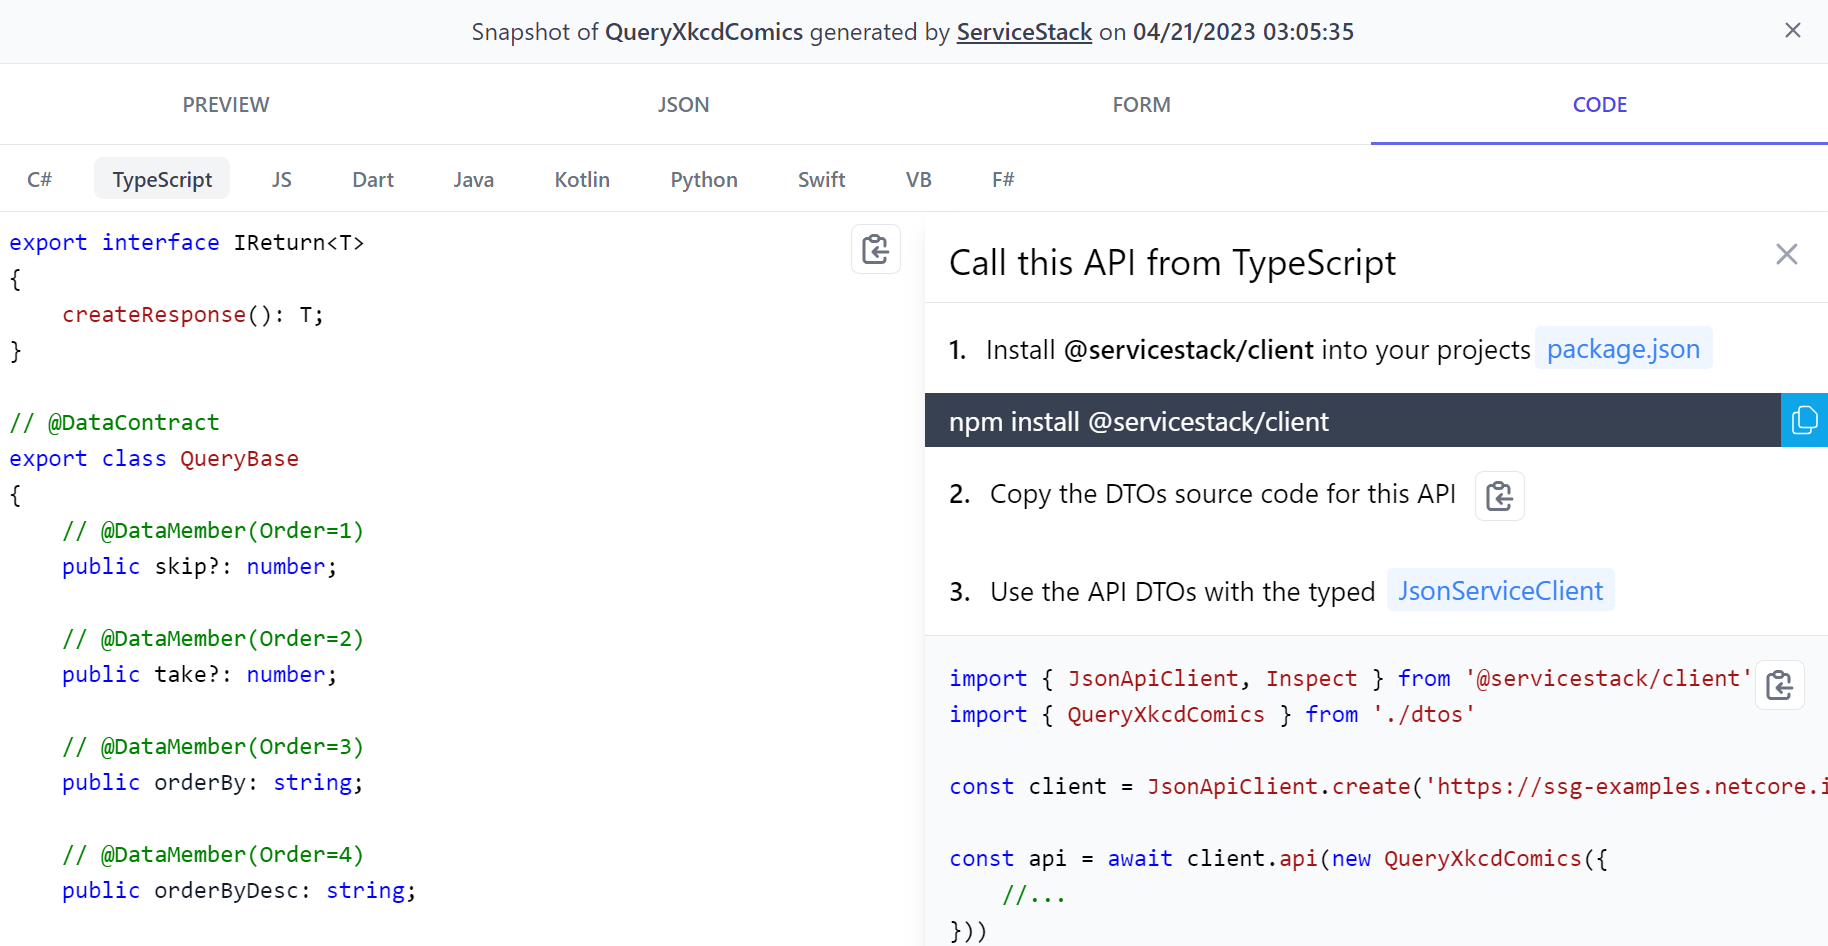 Snapshot of QueryXkcdComics generated by ServiceStack on 04/21/2023 03:05:35
PREVIEW JSON FORM CODE
C# TypeScript JS Dart Java Kotlin Python Swift VB F#
export interface IReturn<T>
{
    createResponse(): T;
}
// @DataContract
export class QueryBase
{
    // @DataMember(Order=1)
    public skip?: number;
    // @DataMember(Order=2)
    public take?: number;
    // @DataMember(Order=3)
    public orderBy: string;
    // @DataMember(Order=4)
    public orderByDesc: string;
Call this API from TypeScript
1. Install @servicestack/client into your projects package.json
npm install @servicestack/client
2. Copy the DTOs source code for this API
3. Use the API DTOs with the typed JsonServiceClient
import { JsonApiClient, Inspect } from '@servicestack/client'
import { QueryXkcdComics } from './dtos'
const client = JsonApiClient.create('https://ssg-examples.netcore.i
const api = await client.api(new QueryXkcdComics({
    //...
}))